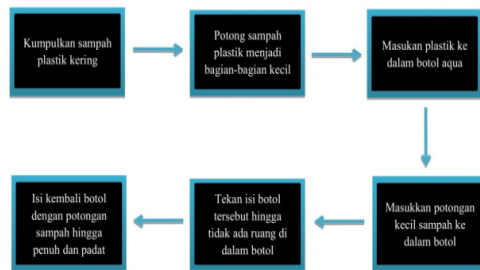 Kumpulkan sampah
plastik kering
Potong sampah
plastik menjadi
bagian-bagian kecil
Masukan plastik ke
dalam botol aqua
Masukkan potongan
kecil sampah ke
dalam botol
Tekan isi botol
tersebut hingga
tidak ada ruang di
dalam botol
Isi kembali botol
dengan potongan
sampah hingga
penuh dan padat